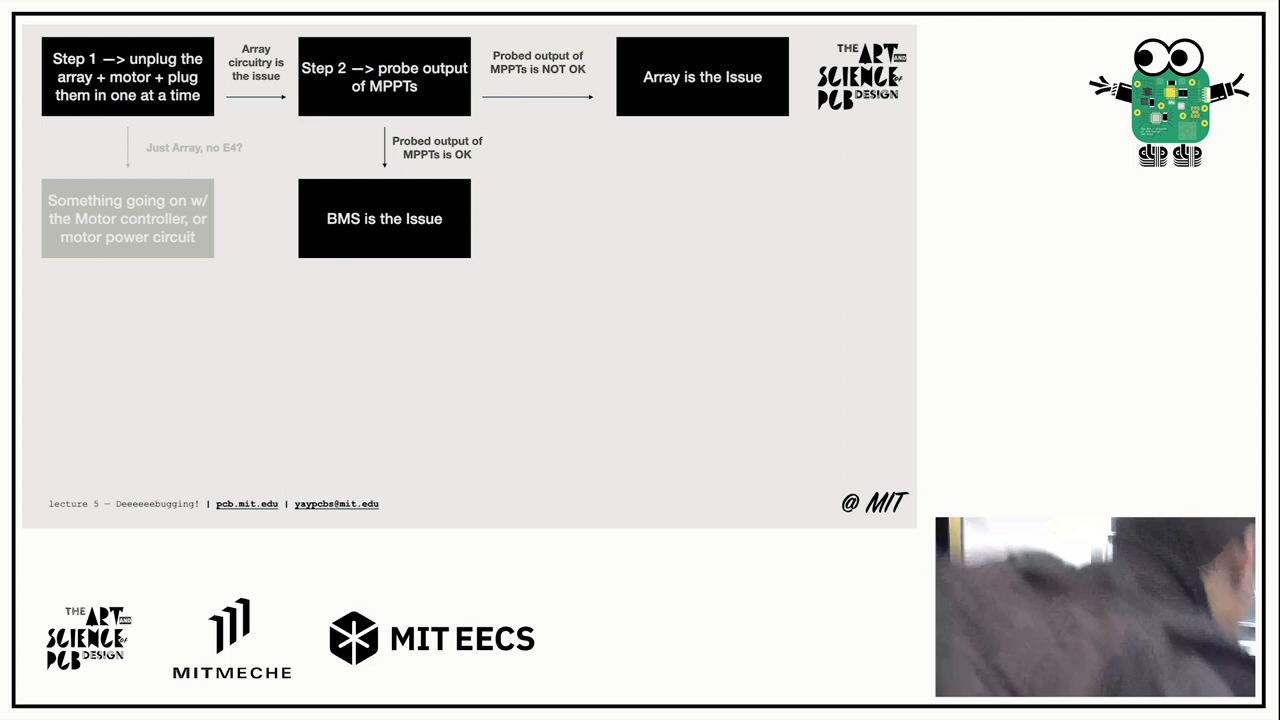 Step 1 —> unplug the
array + motor + plug
them in one at a time
Array
circuitry is
the issue
Step 2 —> probe output
of MPPTs
Probed output of
MPPTs is NOT OK
Array is the Issue
THE ART AND
SCIENCE of
PCB DESIGN
Just Array, no E4?
Probed output of
MPPTs is OK
Something going on w/
the Motor controller, or
motor power circuit
BMS is the Issue
lecture 5 — Deeeeeebugging! | pcb.mit.edu | yaypcbs@mit.edu
@ MIT
THE ART AND
SCIENCE of
PCB DESIGN
MITMECHE
MIT EECS